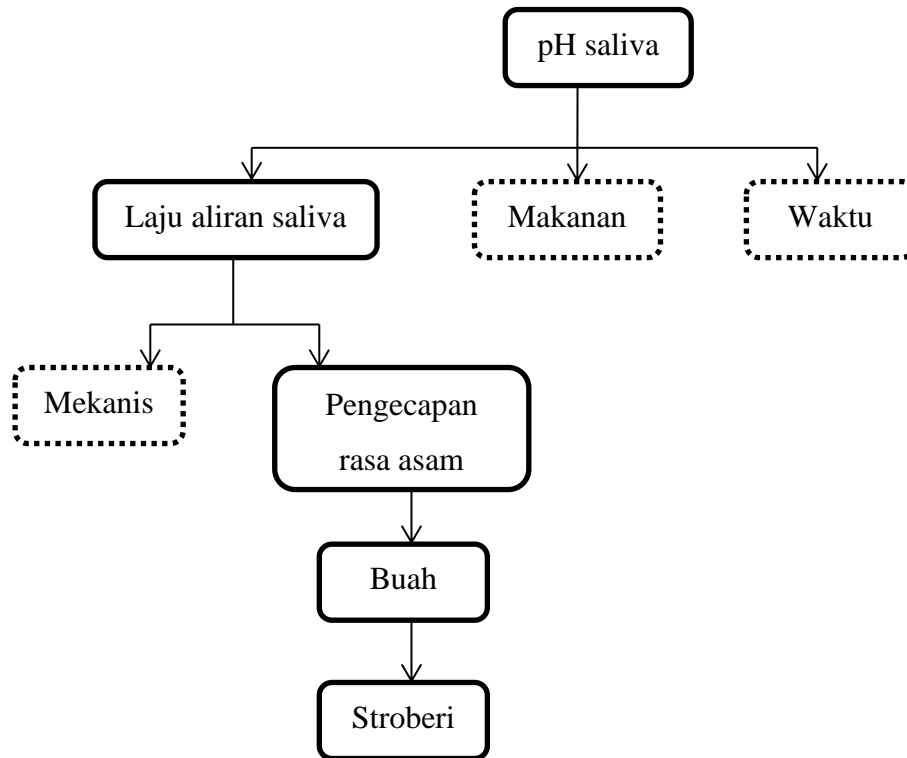 pH saliva
Laju aliran saliva
Makanan
Waktu
Mekanis
Pengecapan
rasa asam
Buah
Stroberi